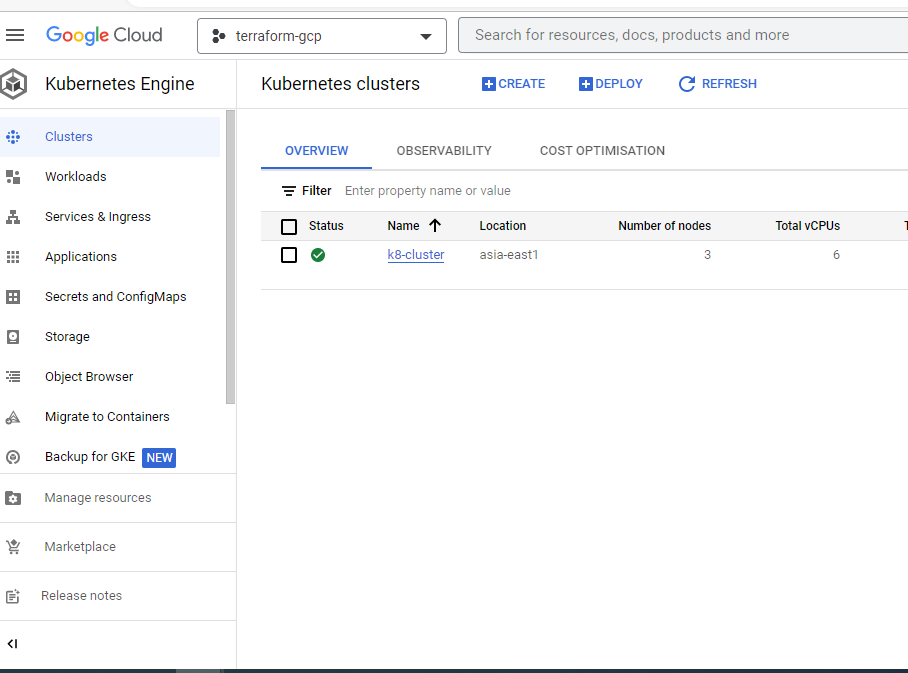 Google Cloud
terraform-gcp
Search for resources, docs, products and more
Kubernetes Engine
Kubernetes clusters
CREATE
DEPLOY
REFRESH
Clusters
Workloads
Services & Ingress
Applications
Secrets and ConfigMaps
Storage
Object Browser
Migrate to Containers
Backup for GKE NEW
Manage resources
Marketplace
Release notes
OVERVIEW
OBSERVABILITY
COST OPTIMISATION
Filter Enter property name or value
Status Name Location Number of nodes Total vCPUs
k8-cluster asia-east1 3 6